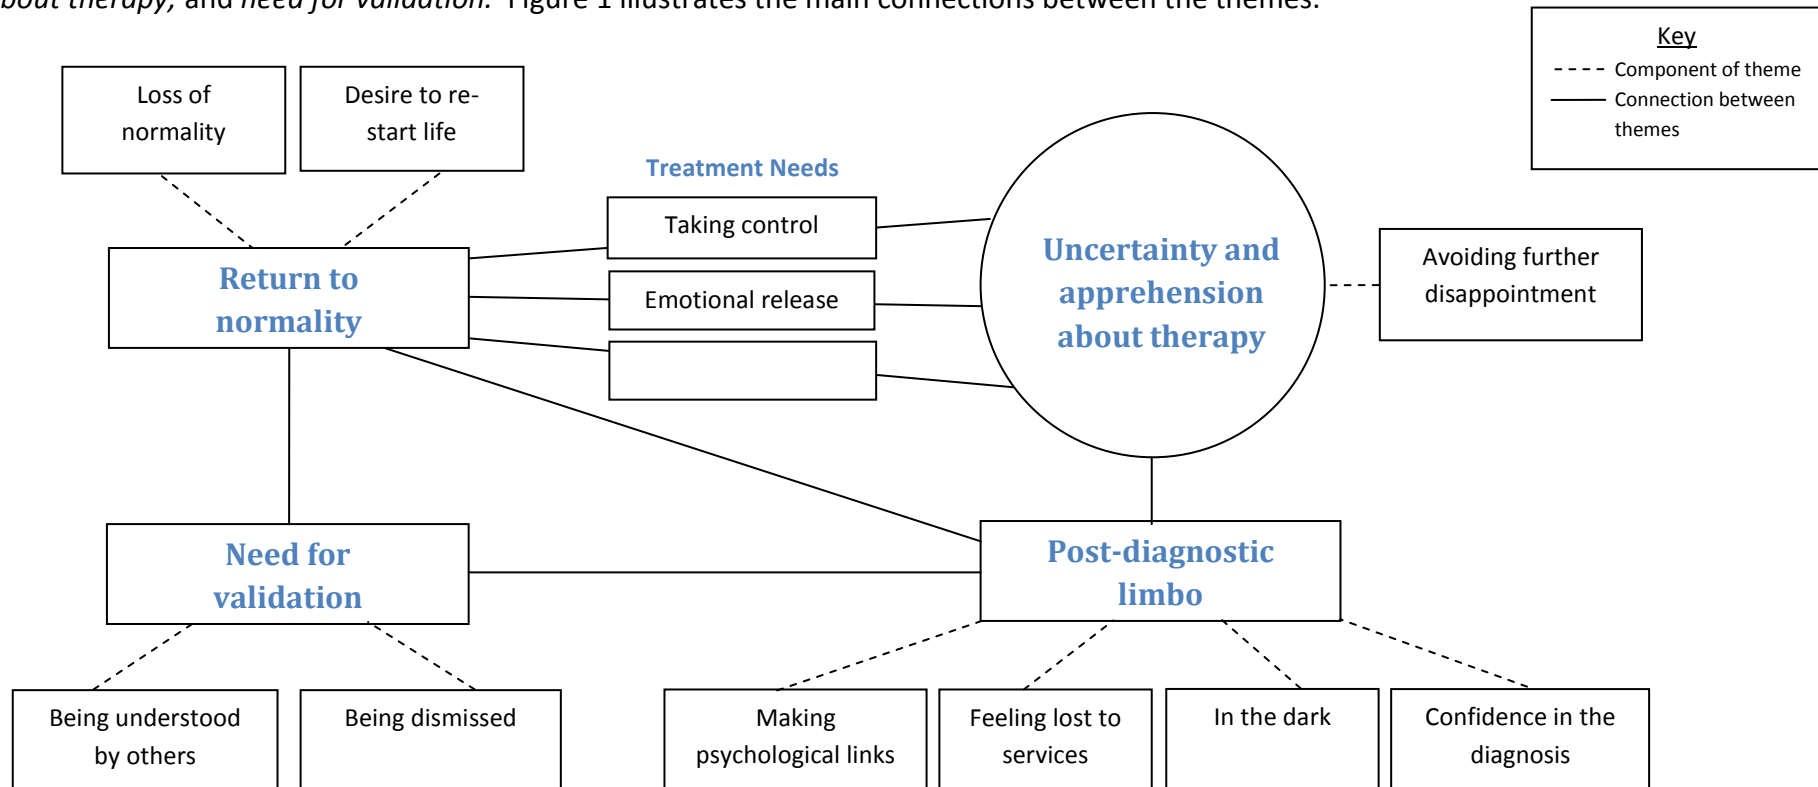 bout therapy, and need for validation. Figure 1 illustrates the main connections between the themes.
Key
Component of theme
Connection between
themes
Loss of
normality
Desire to re-
start life
Treatment Needs
Taking control
Emotional release
Return to
normality
Uncertainty and
apprehension
about therapy
Avoiding further
disappointment
Need for
validation
Post-diagnostic
limbo
Being understood
by others
Being dismissed
Making
psychological links
Feeling lost to
services
In the dark
Confidence in the
diagnosis